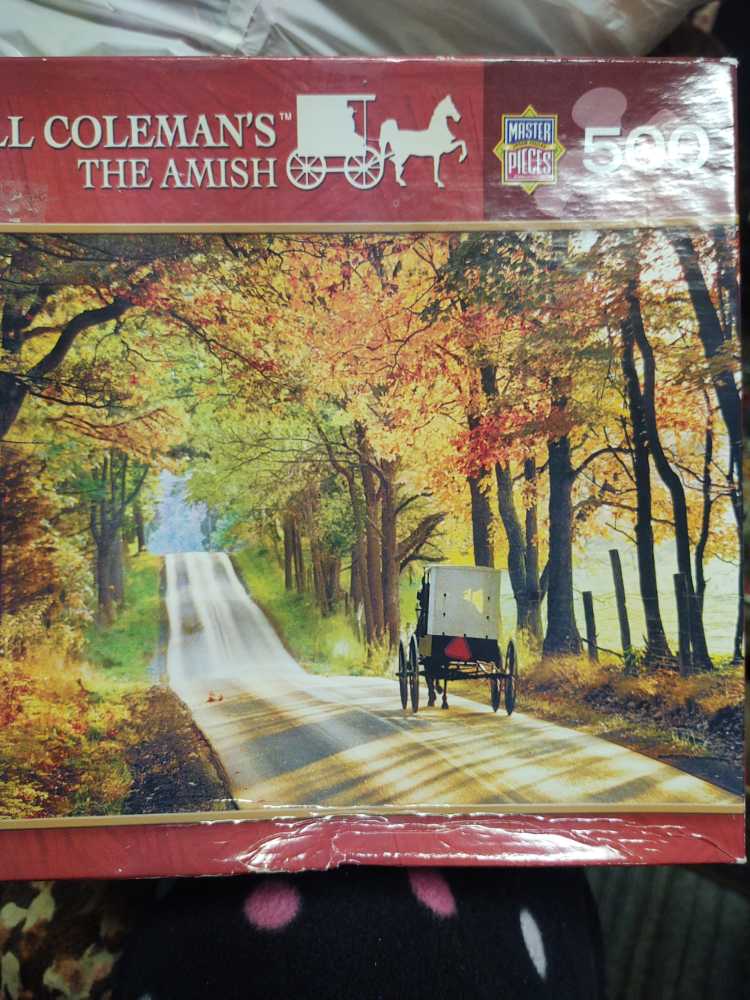 LL COLEMAN'S™
THE AMISH
MASTER
PIECES
500